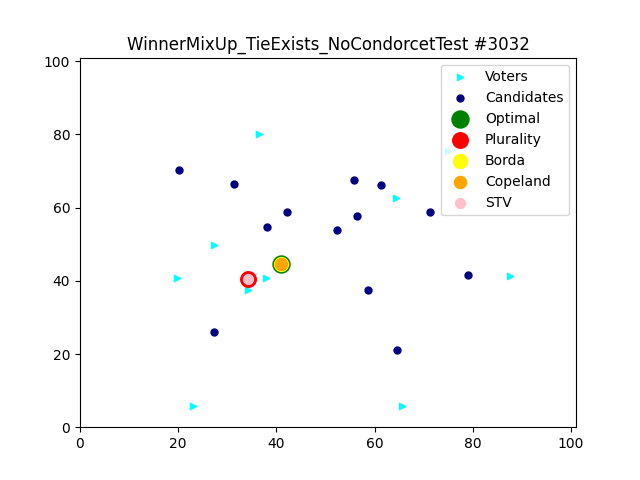 WinnerMixUp_TieExists_NoCondorcetTest #3032
Voters
Candidates
Optimal
Plurality
Borda
Copeland
STV
100
80
60
40
20
0
0 20 40 60 80 100